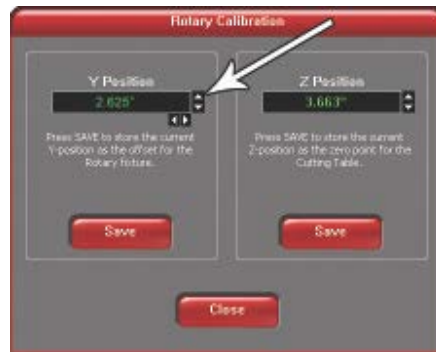 Rotary Calibration
Y Position
2.625"
Press SAVE to store the current
Y-position as the offset for the
Rotary fixture.
Save
Z Position
3.663"
Press SAVE to store the current
Z-position as the zero point for the
Cutting Table.
Save
Close